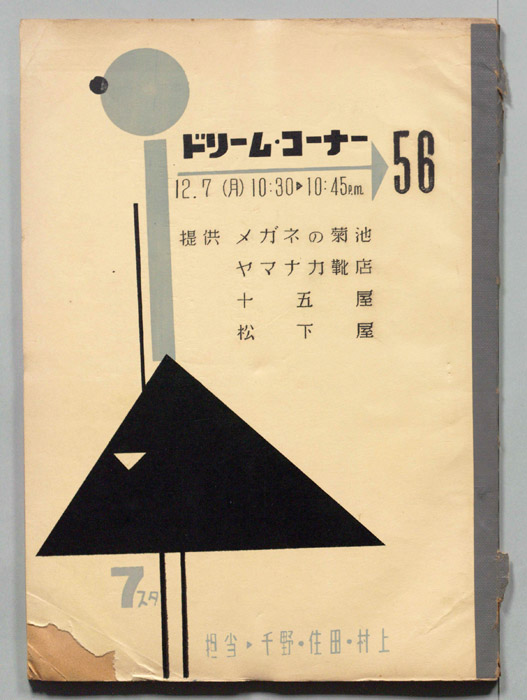 ドリーム・コーナー 56
12.7 (月) 10:30▶10:45p.m
提供 メガネの菊池
ヤマナカ靴店
十五屋
松下屋
7スタ
担当▶千野・住田・村上